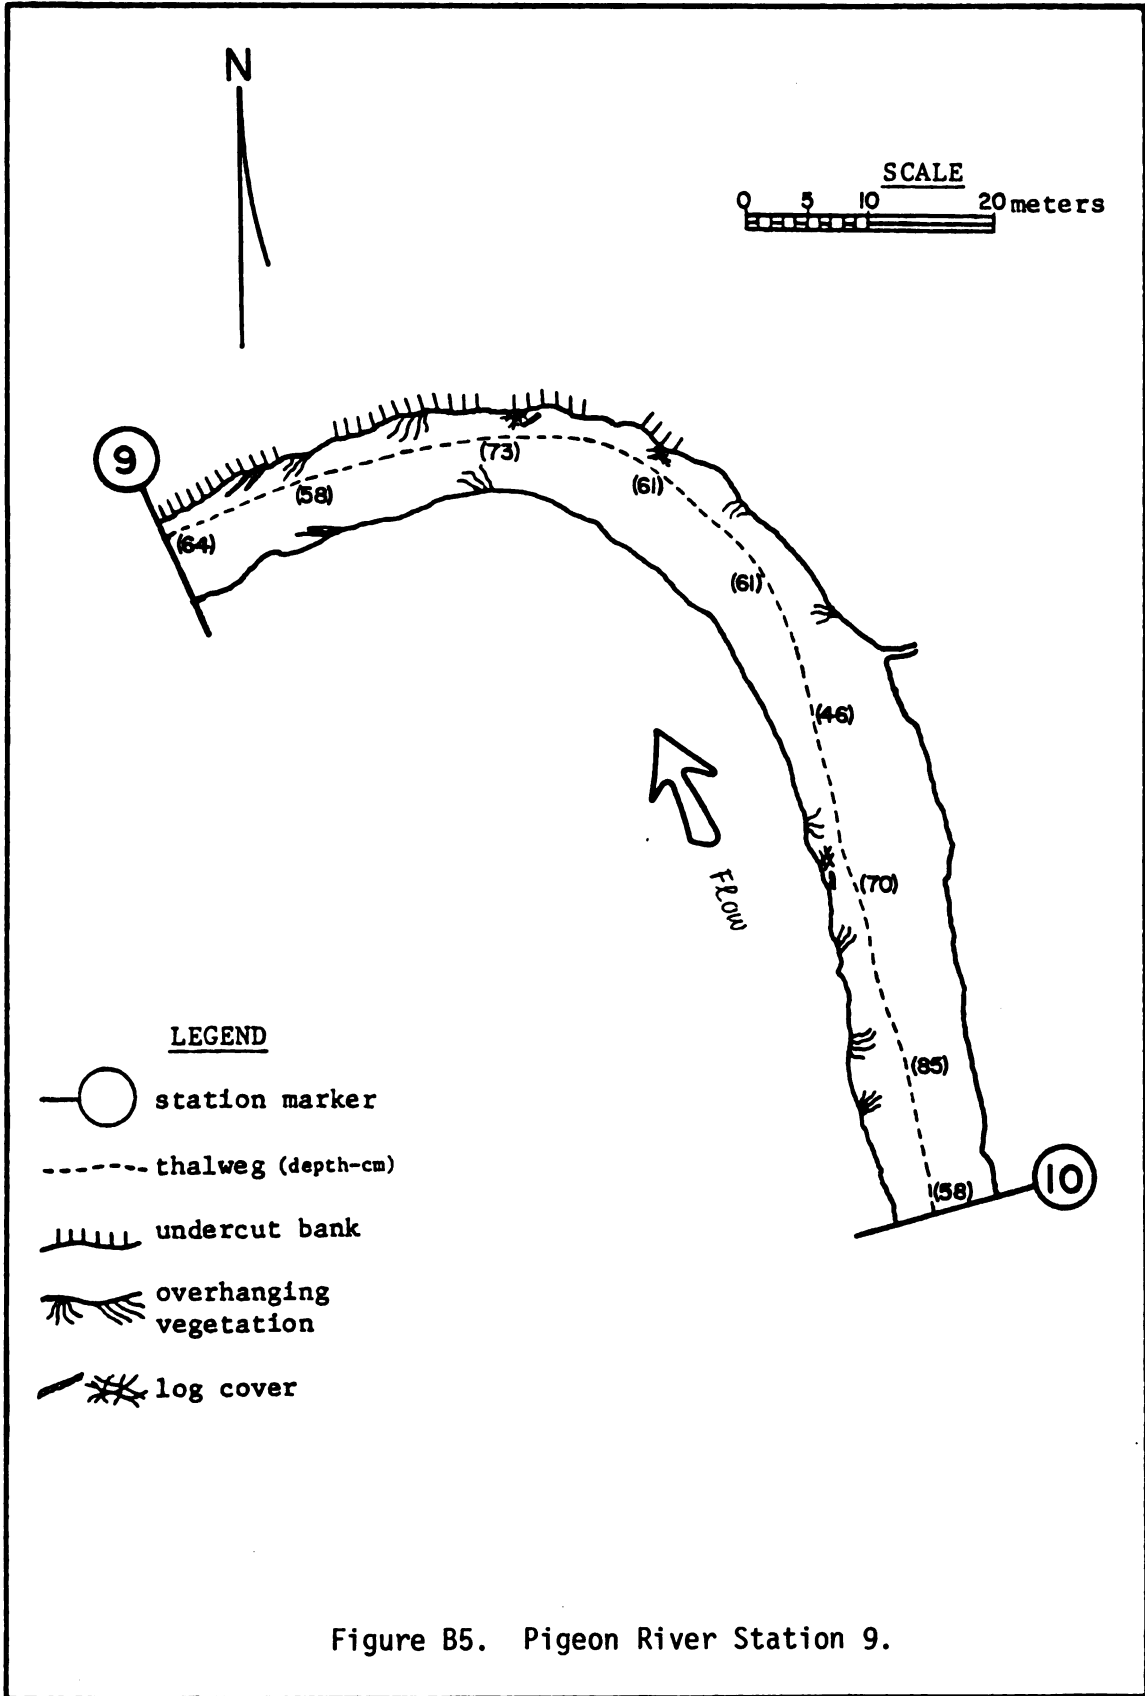 N
SCALE
0 5 10 20 meters
9
(73)
(58)
(61)
(64)
(61)
(46)
(70)
Flow
(85)
(58)
10
LEGEND
station marker
thalweg (depth-cm)
undercut bank
overhanging
vegetation
log cover
Figure B5. Pigeon River Station 9.